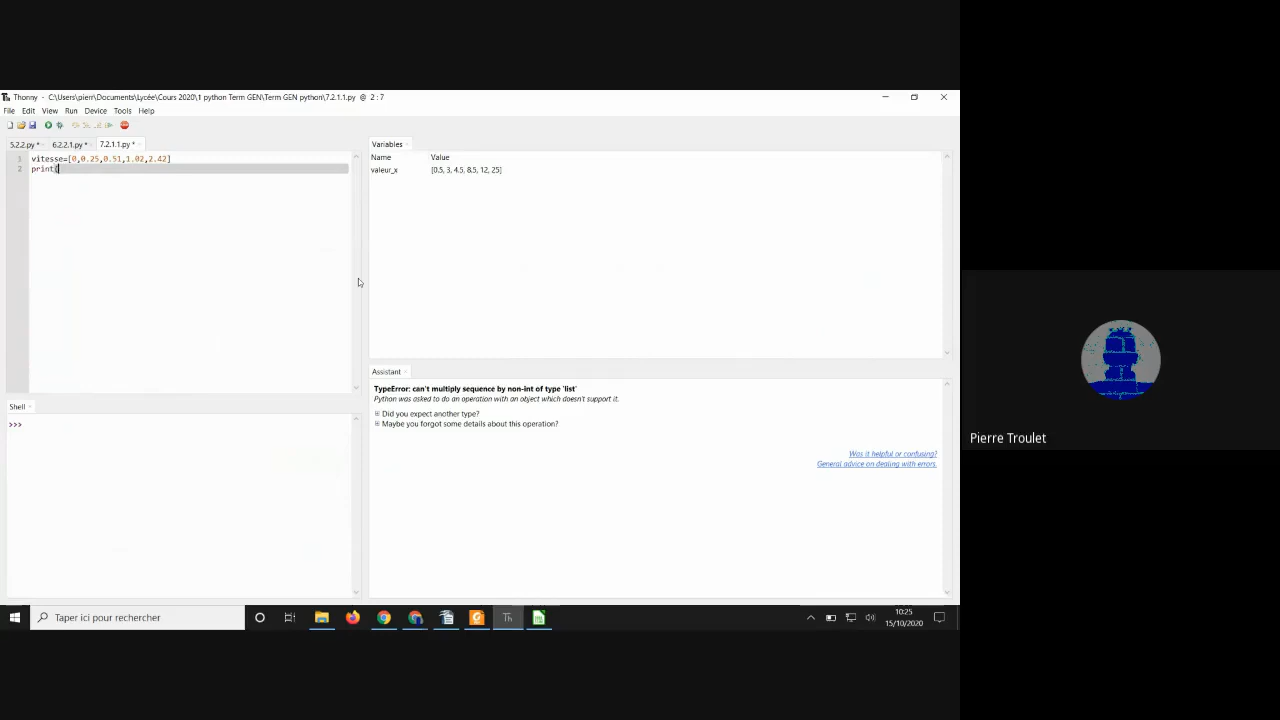 Thonny - C:\Users\pierr\Documents\Lycée\Cours 2020\1 python Term GEN\Term GEN python\7.2.1.1.py @ 2 : 7
File Edit View Run Device Tools Help
5.2.2.py * 6.2.2.1.py * 7.2.1.1.py *
1 vitesse=[0,0.25,0.51,1.02,2.42]
2 print(
Variables
Name Value
valeur_x [0.5, 3, 4.5, 8.5, 12, 25]
Assistant
TypeError: can't multiply sequence by non-int of type 'list'
Python was asked to do an operation with an object which doesn't support it.
Did you expect another type?
Maybe you forgot some details about this operation?
Was it helpful or confusing?
General advice on dealing with errors.
Shell
>>>
Pierre Troulet
Taper ici pour rechercher
Th
10:25
15/10/2020